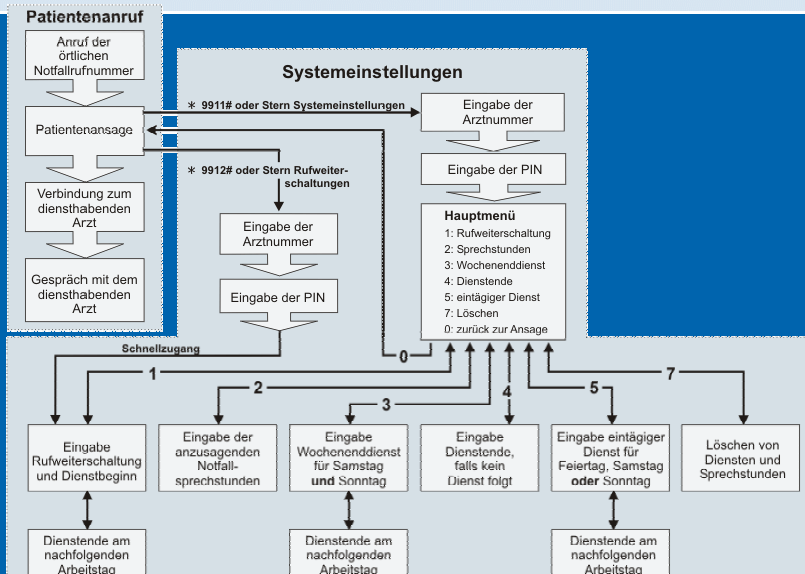 Patientenanruf
Anruf der
örtlichen
Notfallrufnummer
Patientenansage
Verbindung zum
diensthabenden
Arzt
Gespräch mit dem
diensthabenden
Arzt
Systemeinstellungen
* 9911# oder Stern Systemeinstellungen
* 9912# oder Stern Rufweiter-
schaltungen
Eingabe der
Arztnummer
Eingabe der PIN
Schnellzugang
Eingabe der
Arztnummer
Eingabe der PIN
Hauptmenü
1: Rufweiterschaltung
2: Sprechstunden
3: Wochenenddienst
4: Dienstende
5: eintägiger Dienst
7: Löschen
0: zurück zur Ansage
0
1
2
3
4
5
7
Eingabe
Rufweiterschaltung
und Dienstbeginn
Eingabe der
anzusagenden
Notfall-
sprechstunden
Eingabe
Wochenenddienst
für Samstag
und Sonntag
Eingabe
Dienstende,
falls kein
Dienst folgt
Eingabe eintägiger
Dienst für
Feiertag, Samstag
oder Sonntag
Löschen von
Diensten und
Sprechstunden
Dienstende am
nachfolgenden
Arbeitstag
Dienstende am
nachfolgenden
Arbeitstag
Dienstende am
nachfolgenden
Arbeitstag